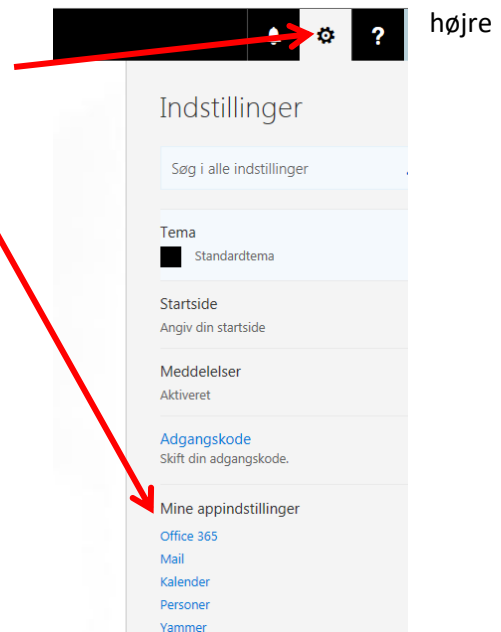 højre
?
Indstillinger
Søg i alle indstillinger
Tema
Standardtema
Startside
Angiv din startside
Meddelelser
Aktiveret
Adgangskode
Skift din adgangskode.
Mine appindstillinger
Office 365
Mail
Kalender
Personer
Yammer